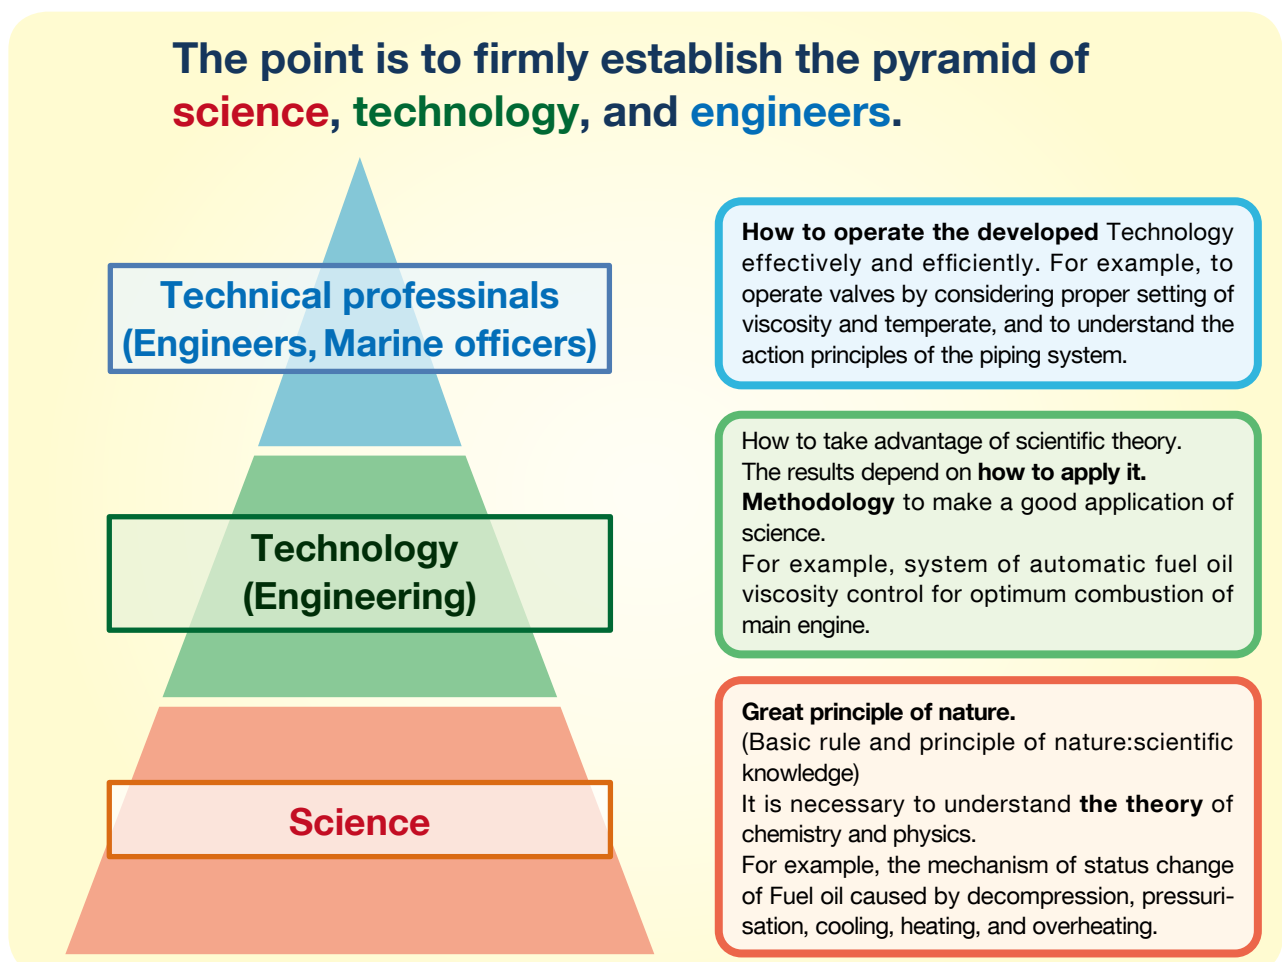 The point is to firmly establish the pyramid of
science, technology, and engineers.
Technical professinals
(Engineers, Marine officers)
How to operate the developed Technology
effectively and efficiently. For example, to
operate valves by considering proper setting of
viscosity and temperate, and to understand the
action principles of the piping system.
Technology
(Engineering)
How to take advantage of scientific theory.
The results depend on how to apply it.
Methodology to make a good application of
science.
For example, system of automatic fuel oil
viscosity control for optimum combustion of
main engine.
Science
Great principle of nature.
(Basic rule and principle of nature:scientific
knowledge)
It is necessary to understand the theory of
chemistry and physics.
For example, the mechanism of status change
of Fuel oil caused by decompression, pressuri-
sation, cooling, heating, and overheating.